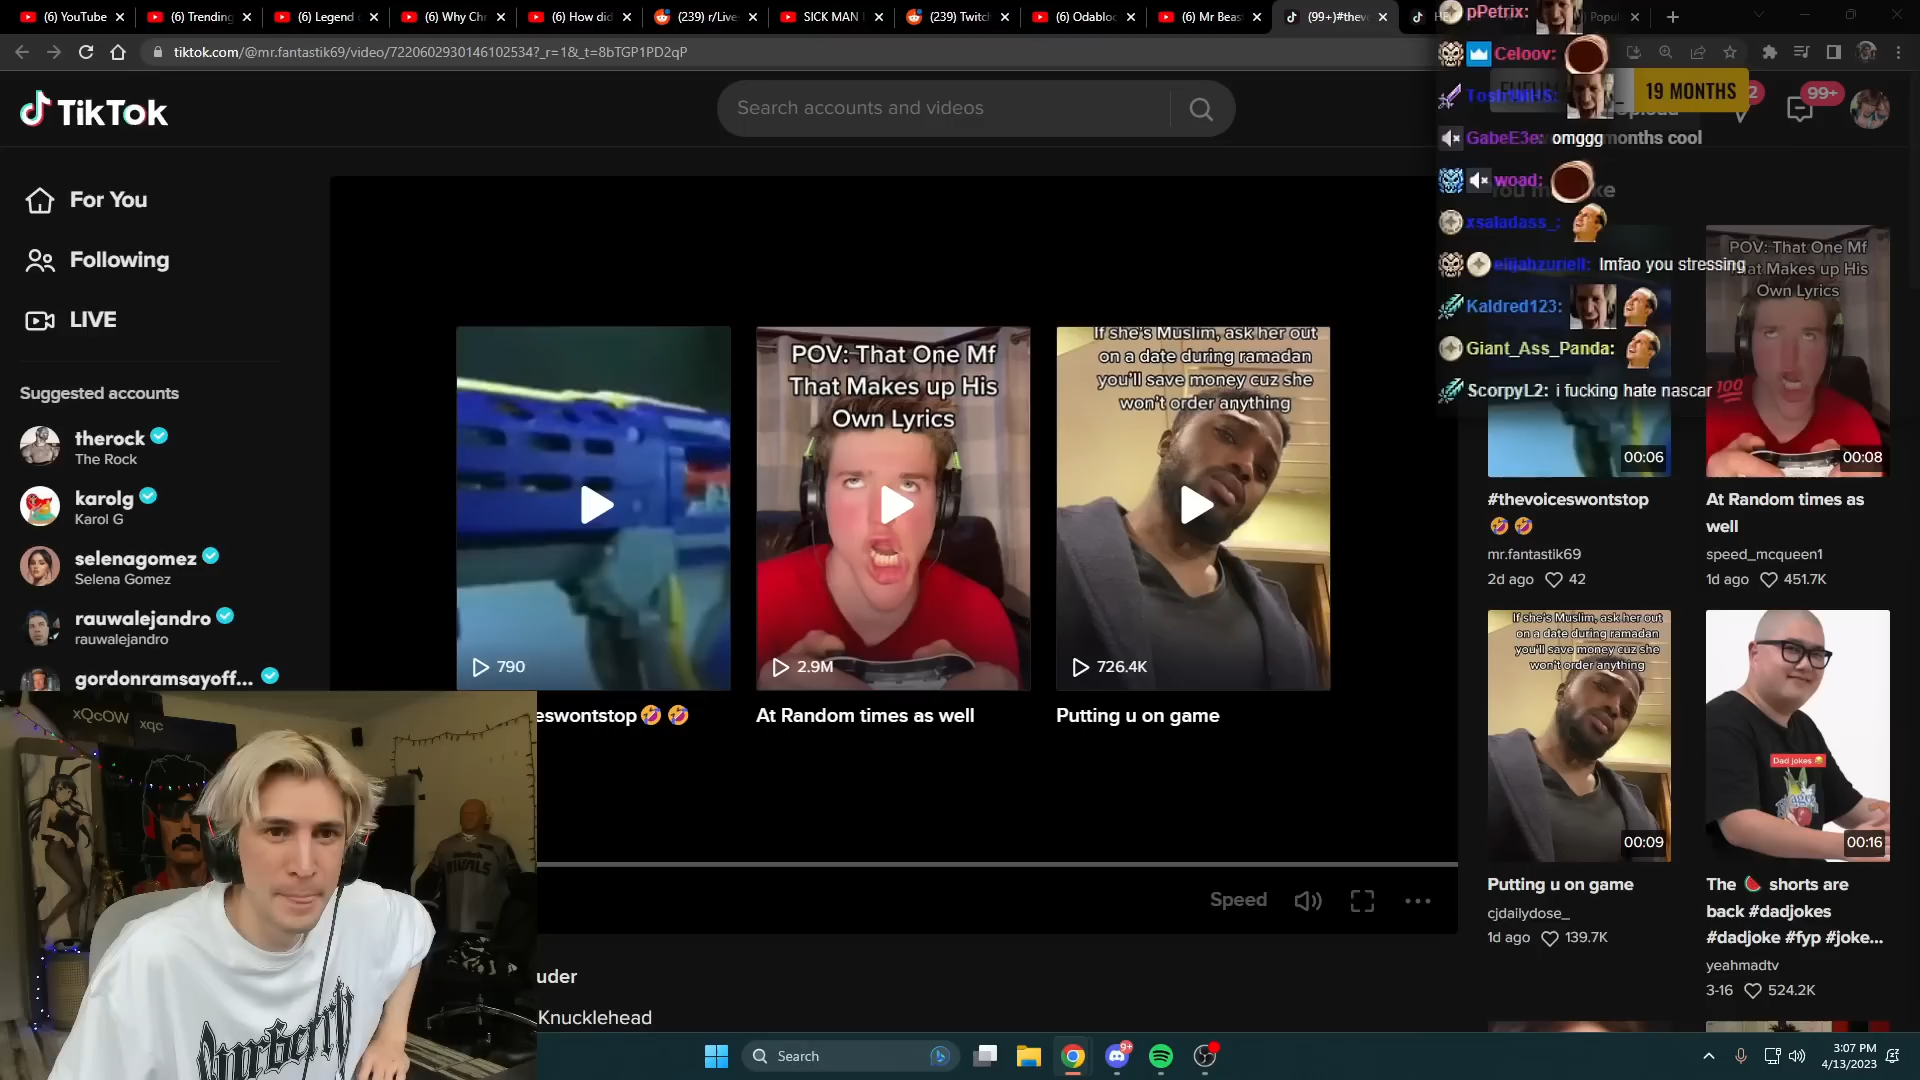 (6) YouTube
(6) Trending
(6) Legend
(6) Why Chr
(6) How did
(239) r/Live
SICK MAN
(239) Twitch
(6) Odabloc
(6) Mr Beas
(99+)#thev
tiktok.com/@mr.fantastik69/video/7220602930146102534?_r=1&_t=8bTGP1PD2qP
TikTok
Search accounts and videos
For You
Following
LIVE
Suggested accounts
therock
The Rock
karolg
Karol G
selenagomez
Selena Gomez
rauwalejandro
rauwalejandro
gordonramsayoff...
xQcOW xqc
790
eswontstop🤣 🤣
POV: That One Mf
That Makes up His
Own Lyrics
2.9M
At Random times as well
If she's Muslim, ask her out
on a date during ramadan
you'll save money cuz she
won't order anything
726.4K
Putting u on game
Speed
uder
Knucklehead
pPetrix:
Celoov:
19 MONTHS
99+
GabeE3e: omggg
months cool
woad:
xsaladass_:
elijahzuriell: lmfao you stressing
Kaldred123:
Giant_Ass_Panda:
ScorpyL2: i fucking hate nascar 💯
00:06
#thevoiceswontstop
🤣 🤣
mr.fantastik69
2d ago 42
POV: That One Mf
That Makes up His
Own Lyrics
00:08
At Random times as
well
speed_mcqueen1
1d ago 451.7K
If she's Muslim, ask her out
on a date during ramadan
you'll save money cuz she
won't order anything
00:09
Putting u on game
cjdailydose_
1d ago 139.7K
Dad jokes
00:16
The 🍉 shorts are
back #dadjokes
#dadjoke #fyp #joke...
yeahmadtv
3-16 524.2K
Search
9+
3:07 PM
4/13/2023